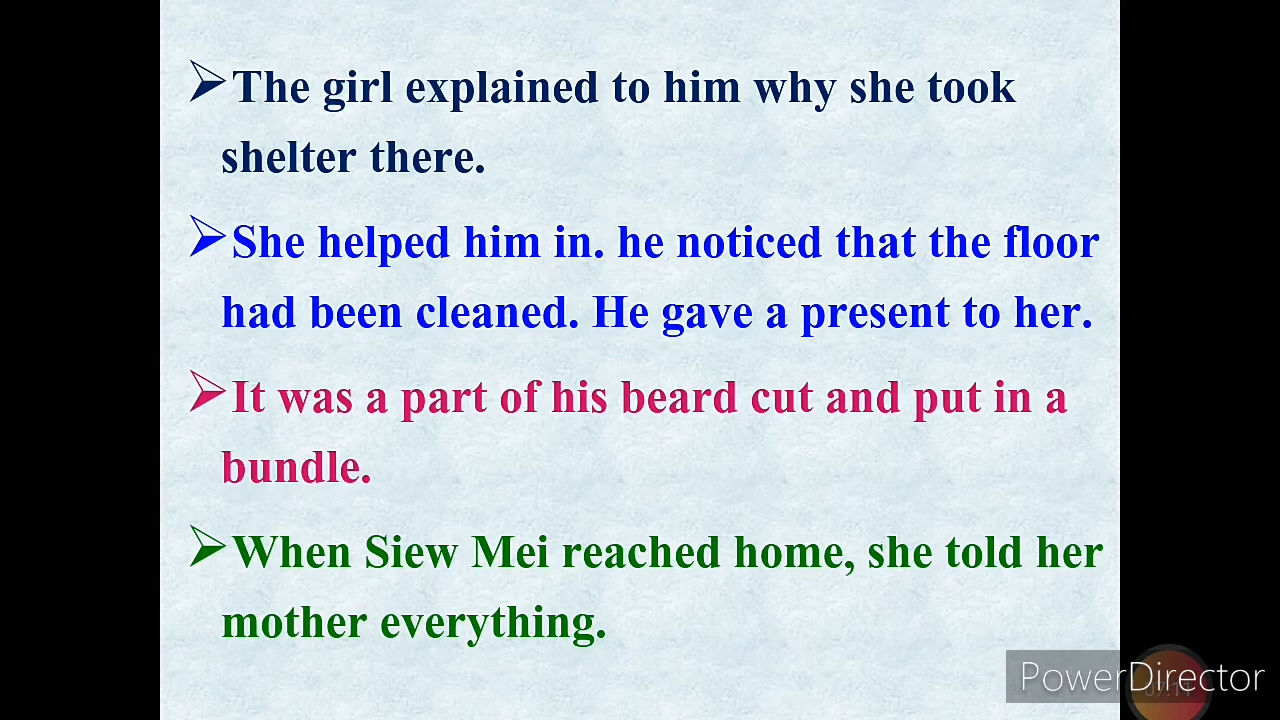 The girl explained to him why she took
shelter there.
She helped him in. he noticed that the floor
had been cleaned. He gave a present to her.
It was a part of his beard cut and put in a
bundle.
When Siew Mei reached home, she told her
mother everything.
PowerDirector